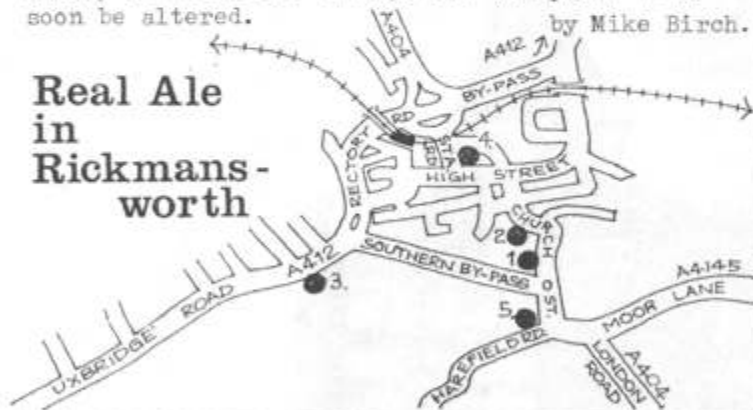 soon be altered.
by Mike Birch.
Real Ale
in
Rickmans-
worth
A404
A412
BY-PASS
RECTORY RD
STA. RD
4.
HIGH STREET
CHURCH ST.
2
1
SOUTHERN BY-PASS
A412
3.
UXBRIDGE ROAD
5.
HAREFIELD RD.
MOOR LANE
A4145
LONDON ROAD
A404